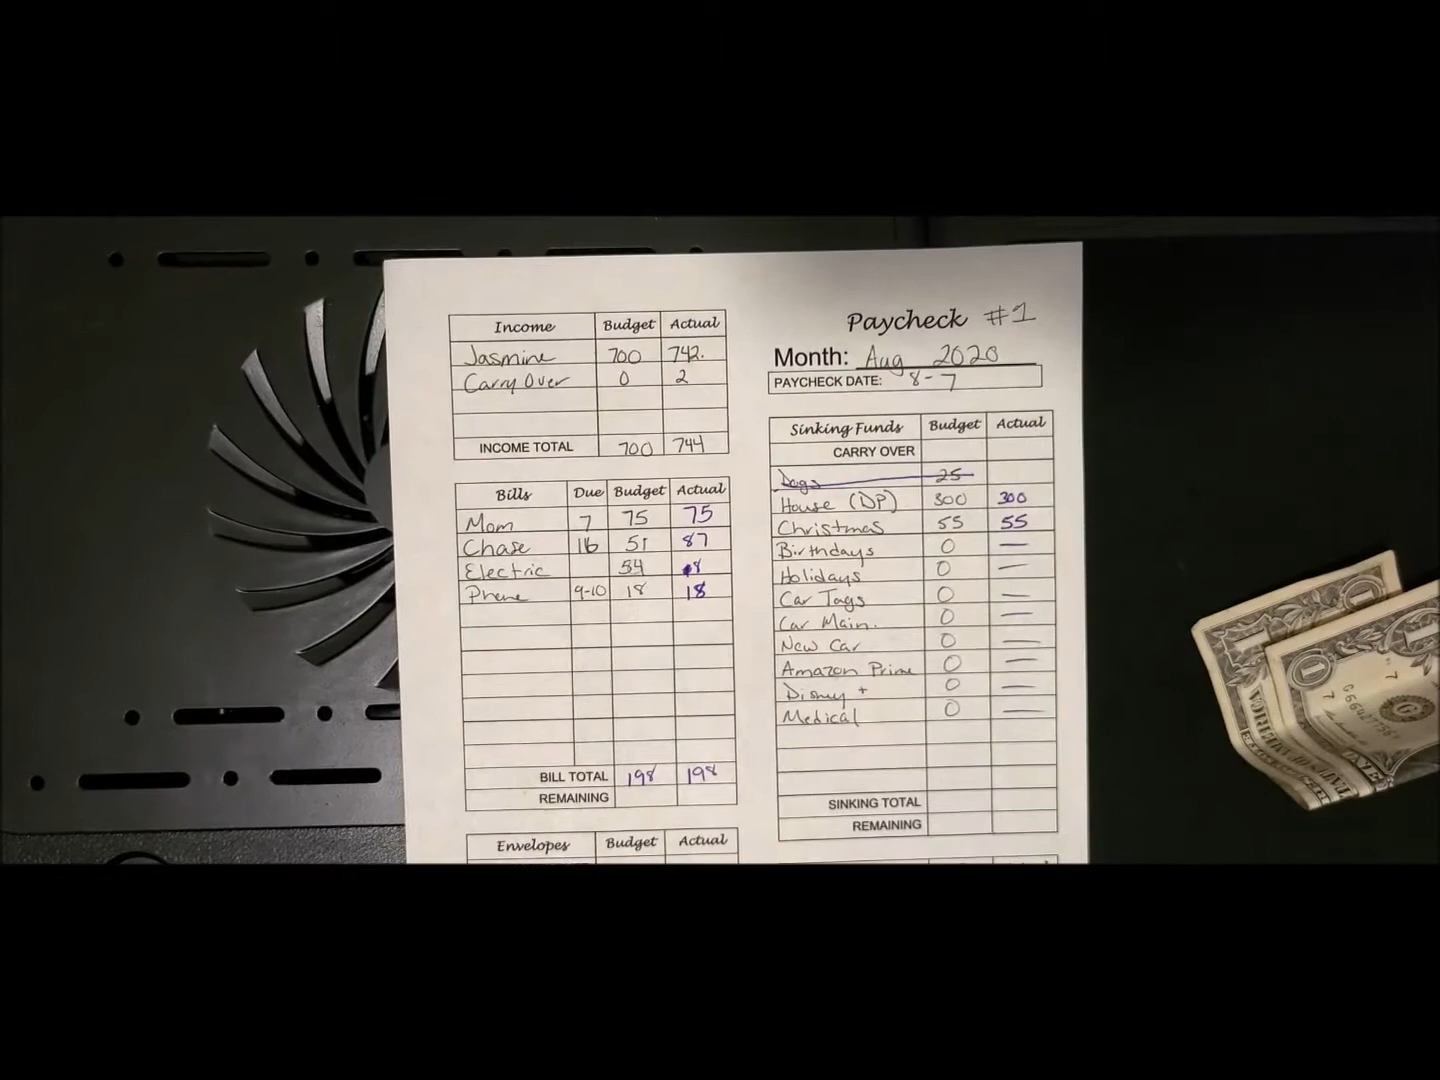 Income Budget Actual
Jasmine 700 742.
Carry Over 0 2
INCOME TOTAL 700 744
Bills Due Budget Actual
Mom 7 75 75
Chase 16 51 87
Electric 54 18
Phone 9-10 18 18
BILL TOTAL 198 198
REMAINING
Envelopes Budget Actual
Paycheck #1
Month: Aug 2020
PAYCHECK DATE: 8-7
Sinking Funds Budget Actual
CARRY OVER
Dogs 25
House (DP) 300 300
Christmas 55 55
Birthdays 0 —
Holidays 0 —
Car Tags 0 —
Car Main. 0 —
New Car 0 —
Amazon Prime 0 —
Disney + 0 —
Medical 0 —
SINKING TOTAL
REMAINING